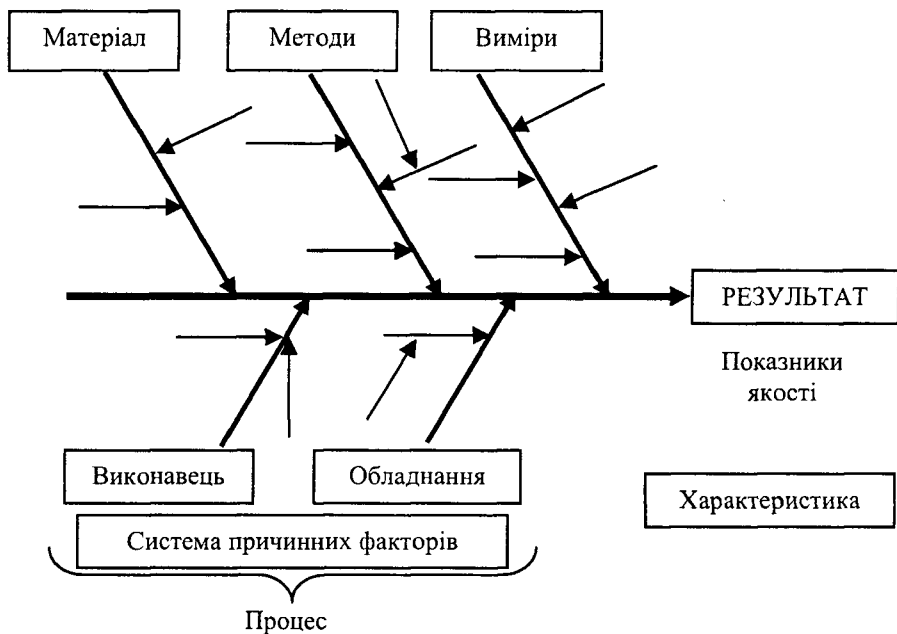 Матеріал
Методи
Виміри
РЕЗУЛЬТАТ
Показники
якості
Виконавець
Обладнання
Характеристика
Система причинних факторів
Процес